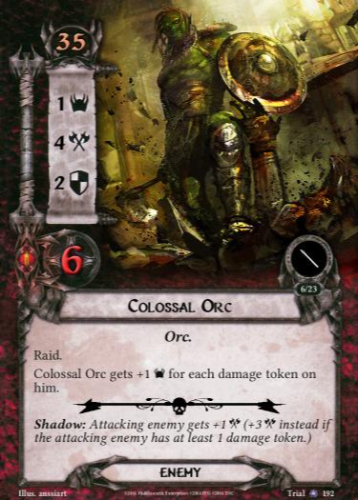 35
1
4
2
6
6/23
COLOSSAL ORC
Orc.
Raid.
Colossal Orc gets +1 for each damage token on
him.
Shadow: Attacking enemy gets +1 (+3 instead if
the attacking enemy has at least 1 damage token.)
ENEMY
Illus. anssiart
Trial 192